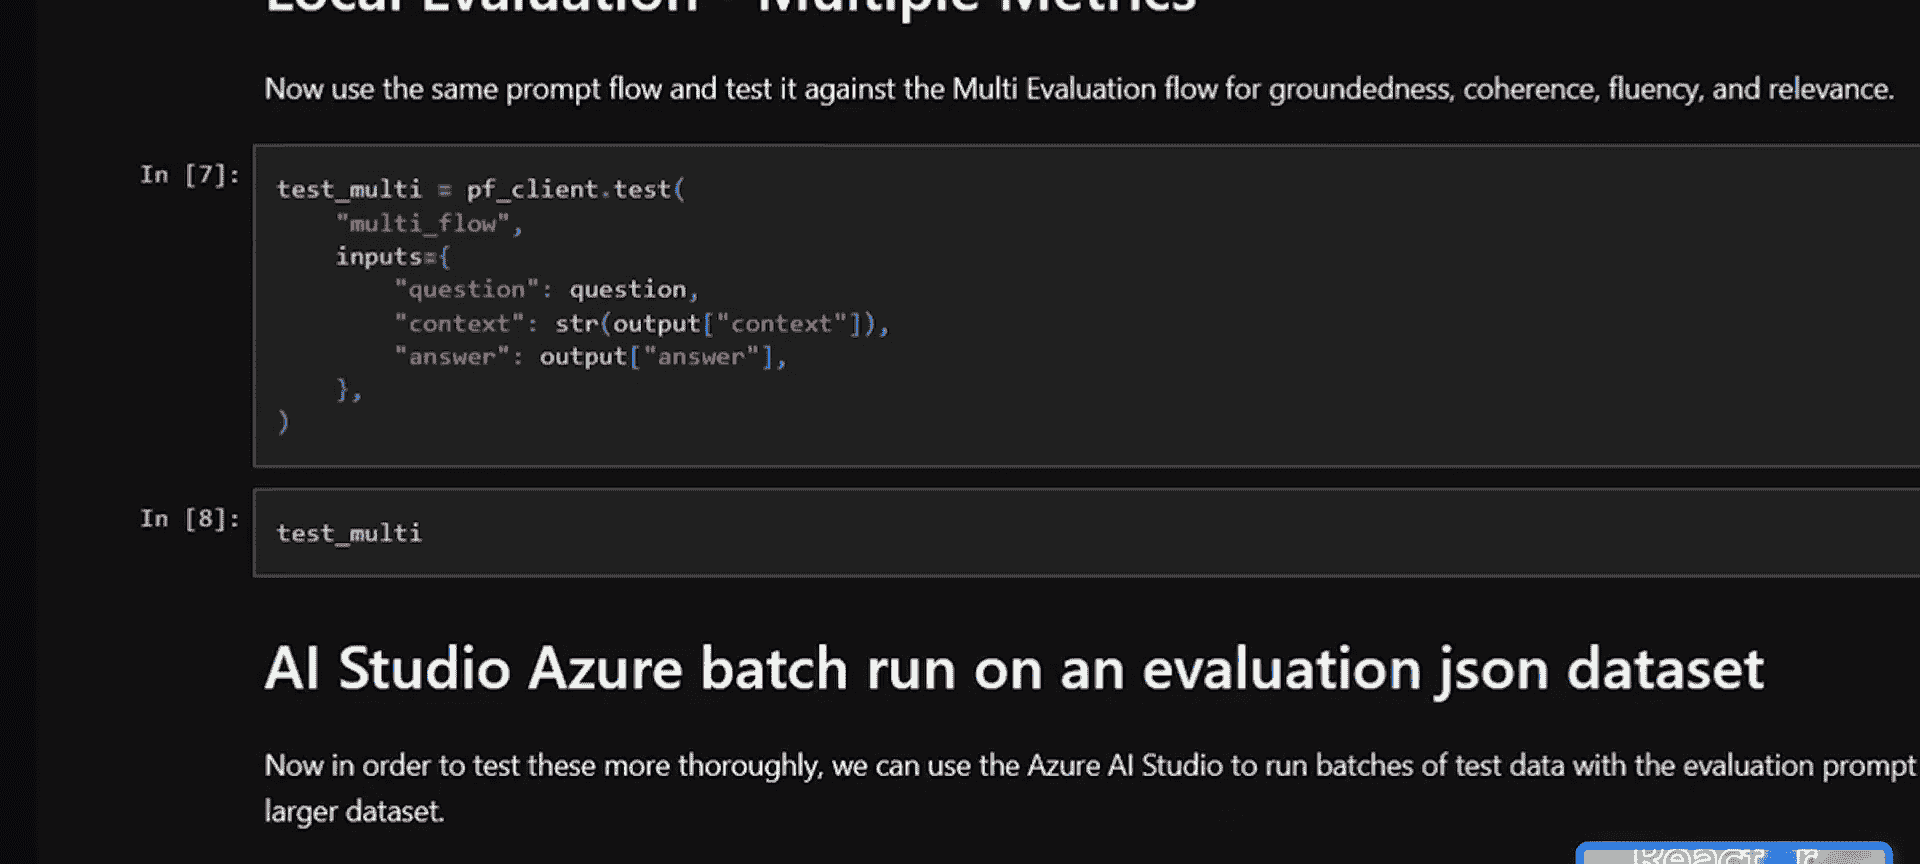 Local Evaluation - Multiple Metrics
Now use the same prompt flow and test it against the Multi Evaluation flow for groundedness, coherence, fluency, and relevance.
In [7]:
test_multi = pf_client.test(
    "multi_flow",
    inputs={
        "question": question,
        "context": str(output["context"]),
        "answer": output["answer"],
    },
)
In [8]:
test_multi
AI Studio Azure batch run on an evaluation json dataset
Now in order to test these more thoroughly, we can use the Azure AI Studio to run batches of test data with the evaluation prompt
larger dataset.